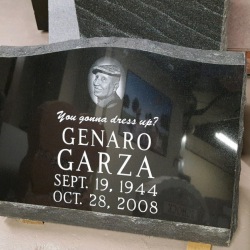 You gonna dress up?
GENARO
GARZA
SEPT. 19, 1944
OCT. 28, 2008